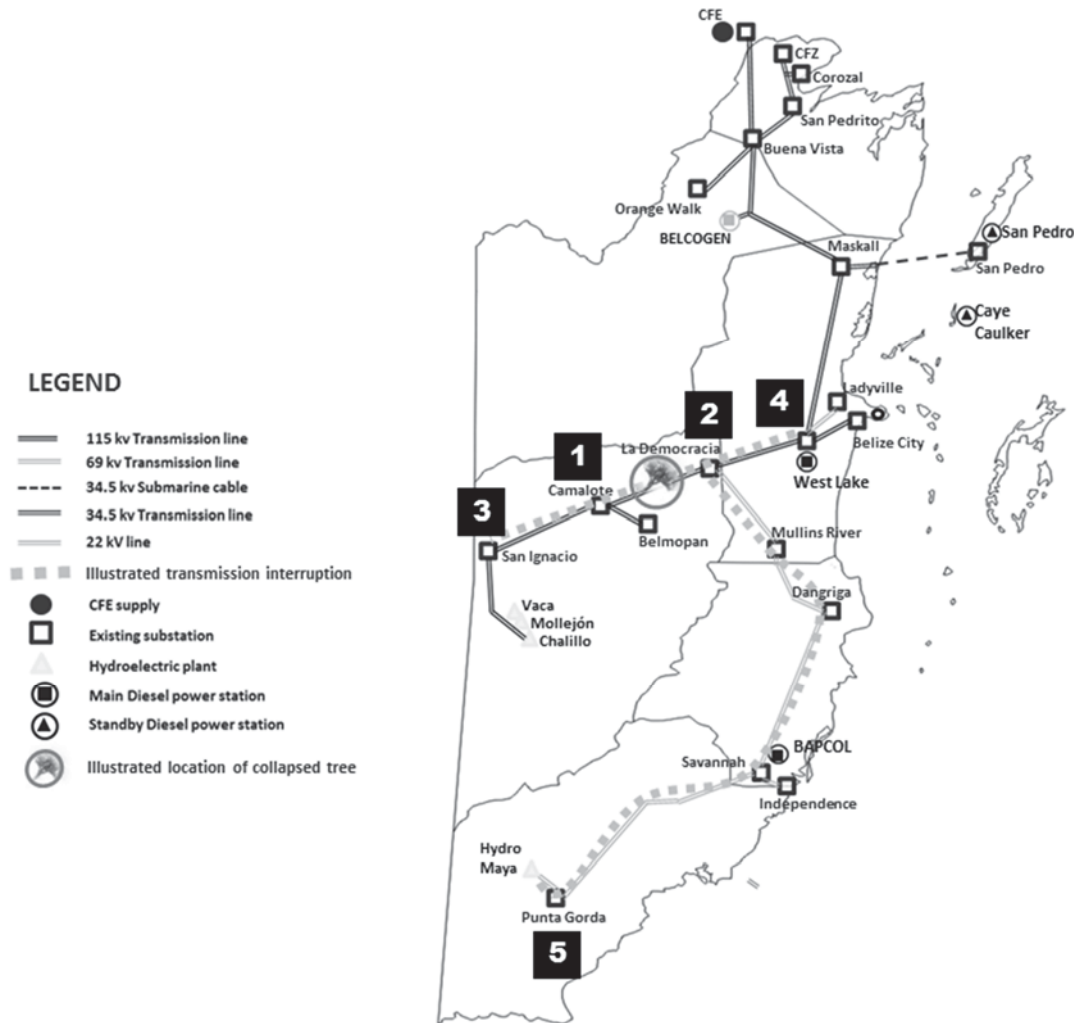 CFE
CFZ
Corozal
San Pedrito
Buena Vista
Orange Walk
BELCOGEN
Maskall
San Pedro
San Pedro
Caye
Caulker
LEGEND
115 kv Transmission line
69 kv Transmission line
34.5 kv Submarine cable
34.5 kv Transmission line
22 kV line
Illustrated transmission interruption
CFE supply
Existing substation
Hydroelectric plant
Main Diesel power station
Standby Diesel power station
Illustrated location of collapsed tree
Ladyville
4
2
Belize City
La Democracia
1
West Lake
Camalote
3
Belmopan
San Ignacio
Mullins River
Vaca
Mollejón
Chalillo
Dangriga
BAPCOL
Savannah
Independence
Hydro
Maya
Punta Gorda
5